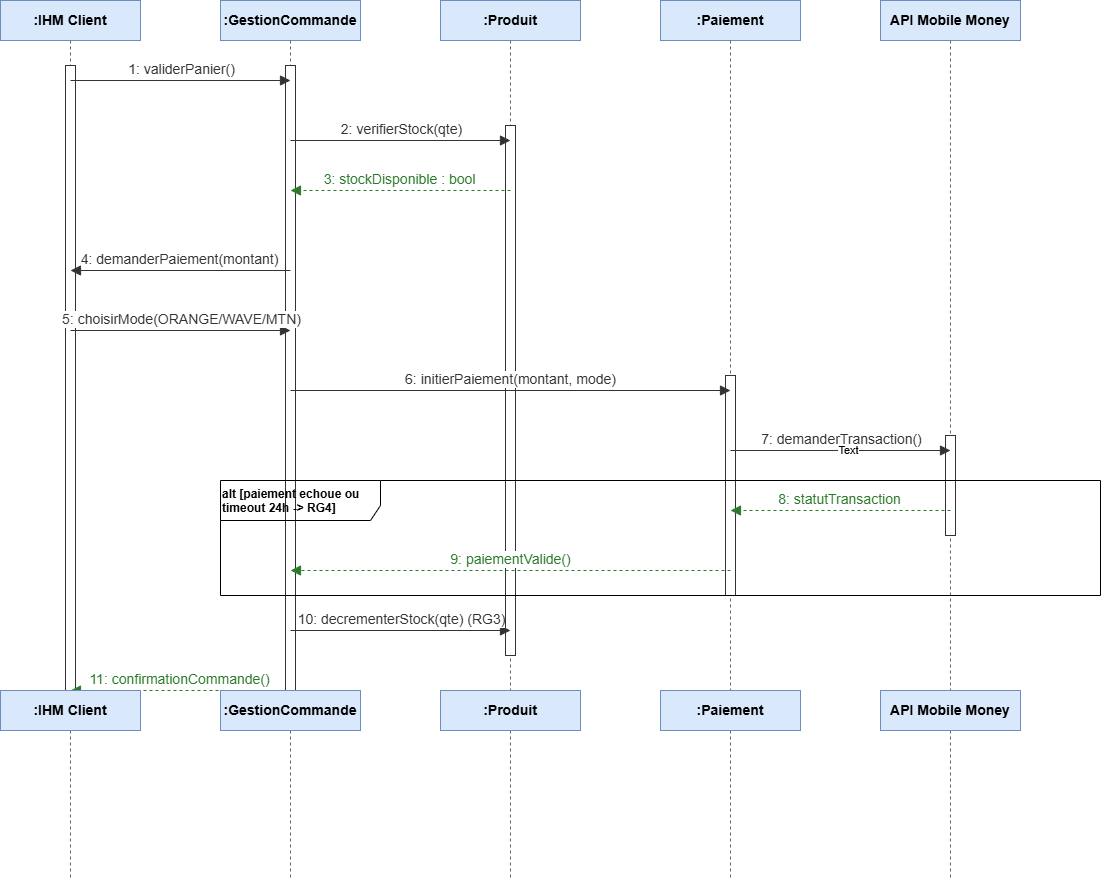 :IHM Client
:GestionCommande
:Produit
:Paiement
API Mobile Money
1: validerPanier()
2: verifierStock(qte)
3: stockDisponible : bool
4: demanderPaiement(montant)
5: choisirMode(ORANGE/WAVE/MTN)
6: initierPaiement(montant, mode)
7: demanderTransaction()
Text
alt [paiement echoue ou
timeout 24h -> RG4]
8: statutTransaction
9: paiementValide()
10: decrementerStock(qte) (RG3)
11: confirmationCommande()
:IHM Client
:GestionCommande
:Produit
:Paiement
API Mobile Money